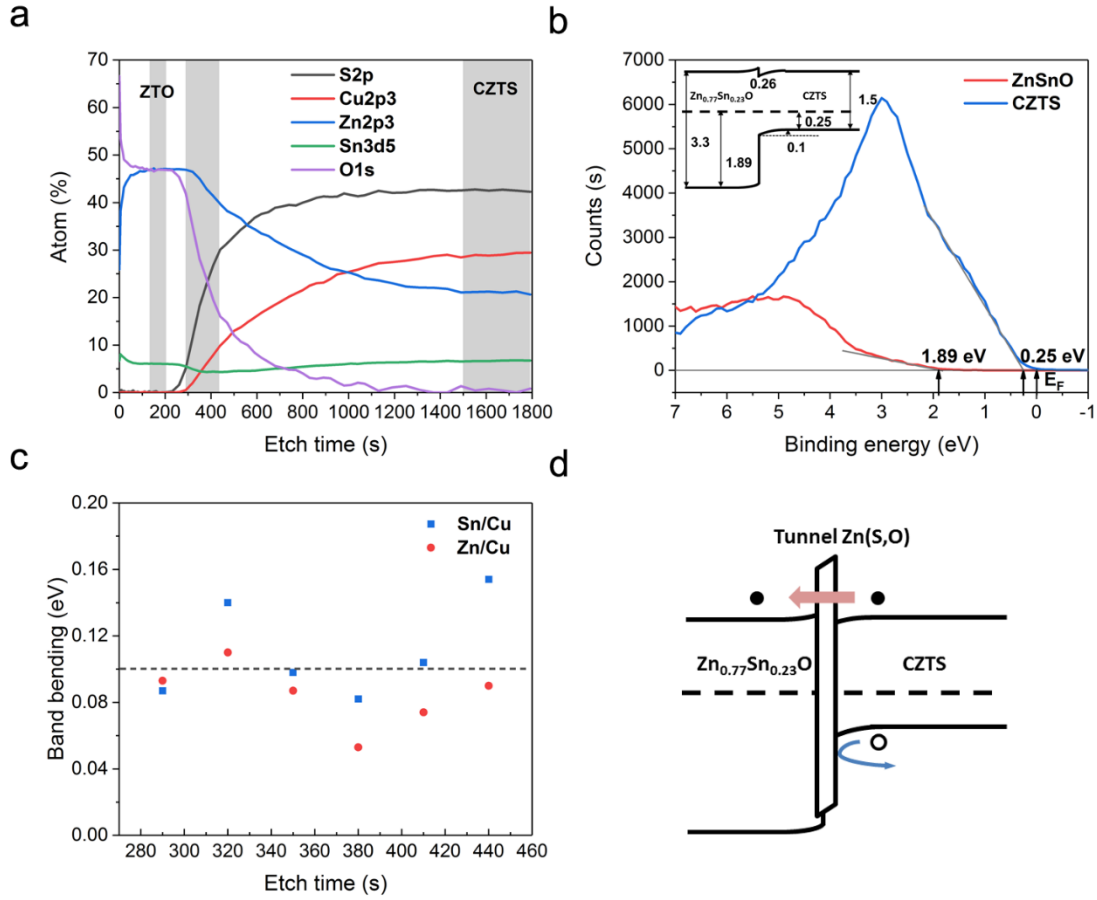 a
70
60
50
40
30
20
10
0
Atom (%)
ZTO
CZTS
S2p
Cu2p3
Zn2p3
Sn3d5
O1s
0 200 400 600 800 1000 1200 1400 1600 1800
Etch time (s)
b
7000
6000
5000
4000
3000
2000
1000
0
Counts (s)
ZnSnO
CZTS
0.26
Zn0.77Sn0.23O
CZTS
1.5
0.25
3.3
1.89
0.1
1.89 eV
0.25 eV
EF
7 6 5 4 3 2 1 0 -1
Binding energy (eV)
c
0.20
0.16
0.12
0.08
0.04
0.00
Band bending (eV)
Sn/Cu
Zn/Cu
280 300 320 340 360 380 400 420 440 460
Etch time (s)
d
Tunnel Zn(S,O)
Zn0.77Sn0.23O
CZTS